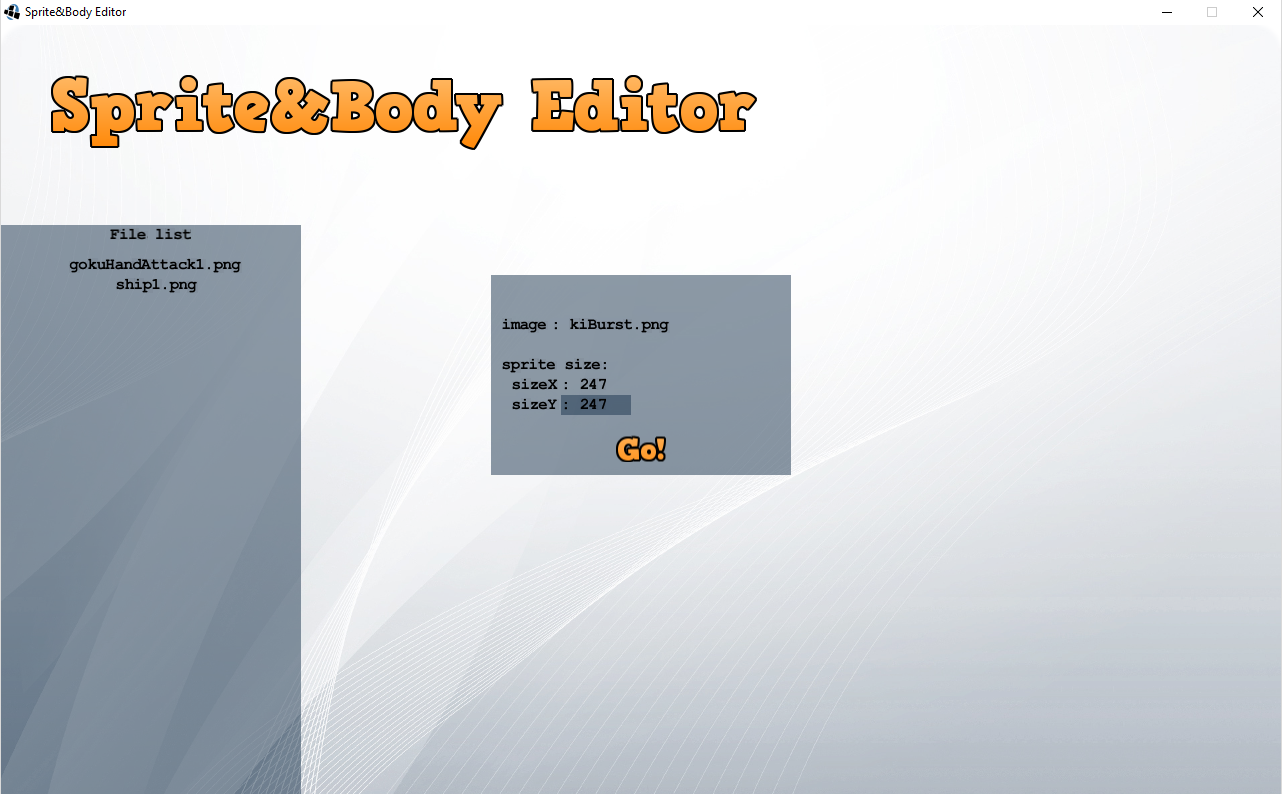 Sprite&Body Editor
Sprite&Body Editor
File list
gokuHandAttack1.png
ship1.png
image : kiBurst.png
sprite size:
sizeX : 247
sizeY : 247
Go!